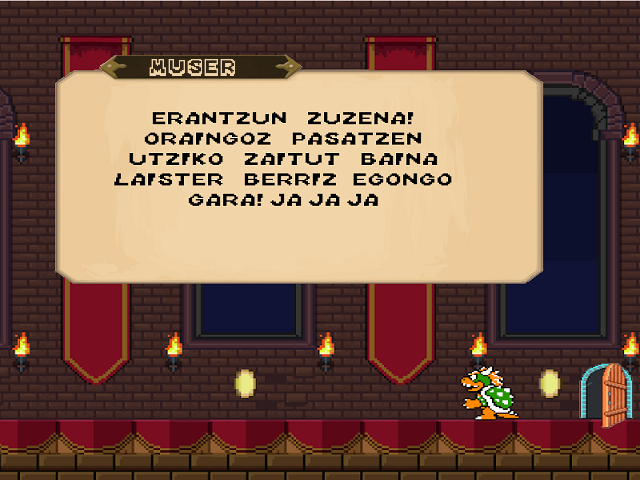 MUSER
ERANTZUN ZUZENA!
ORAINGOZ PASATZEN
UTZIKO ZAITUT BAINA
LAISTER BERRIZ EGONGO
GARA! JA JA JA